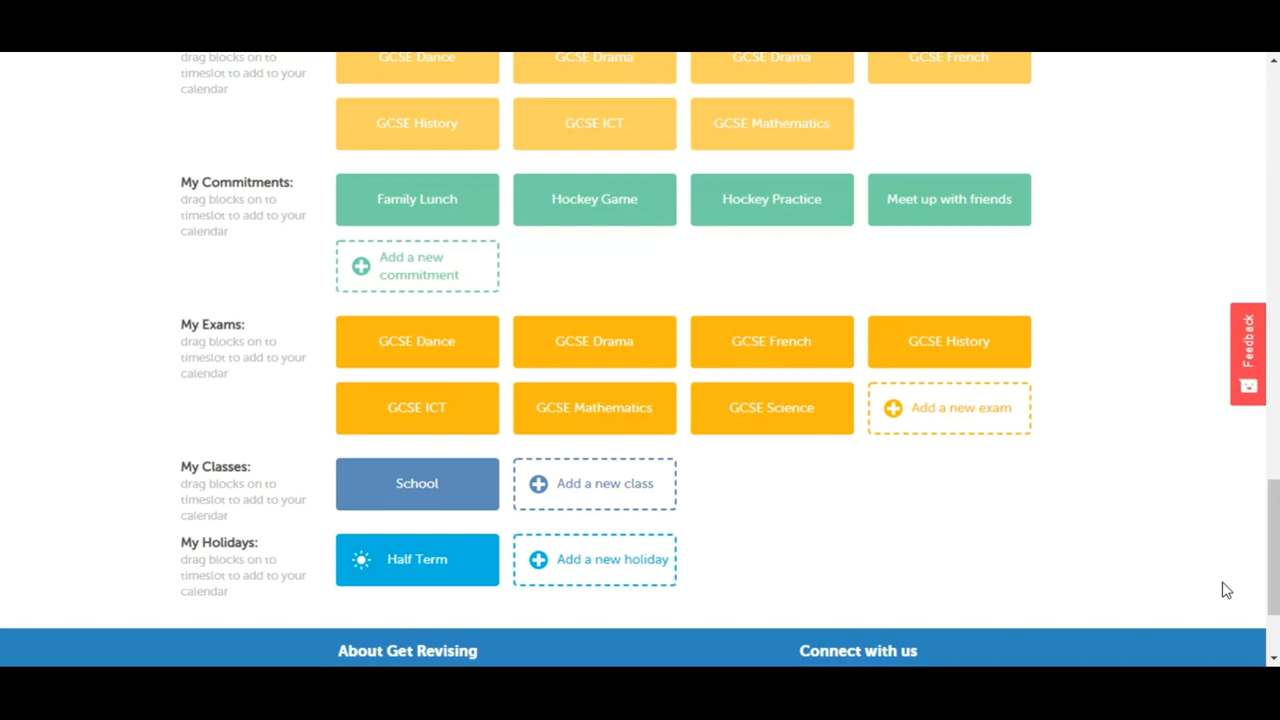 drag blocks on to
timeslot to add to your
calendar
GCSE Dance
GCSE Drama
GCSE Drama
GCSE French
GCSE History
GCSE ICT
GCSE Mathematics
My Commitments:
drag blocks on to
timeslot to add to your
calendar
Family Lunch
Hockey Game
Hockey Practice
Meet up with friends
Add a new
commitment
My Exams:
drag blocks on to
timeslot to add to your
calendar
GCSE Dance
GCSE Drama
GCSE French
GCSE History
GCSE ICT
GCSE Mathematics
GCSE Science
Add a new exam
My Classes:
drag blocks on to
timeslot to add to your
calendar
School
Add a new class
My Holidays:
drag blocks on to
timeslot to add to your
calendar
Half Term
Add a new holiday
Feedback
About Get Revising
Connect with us